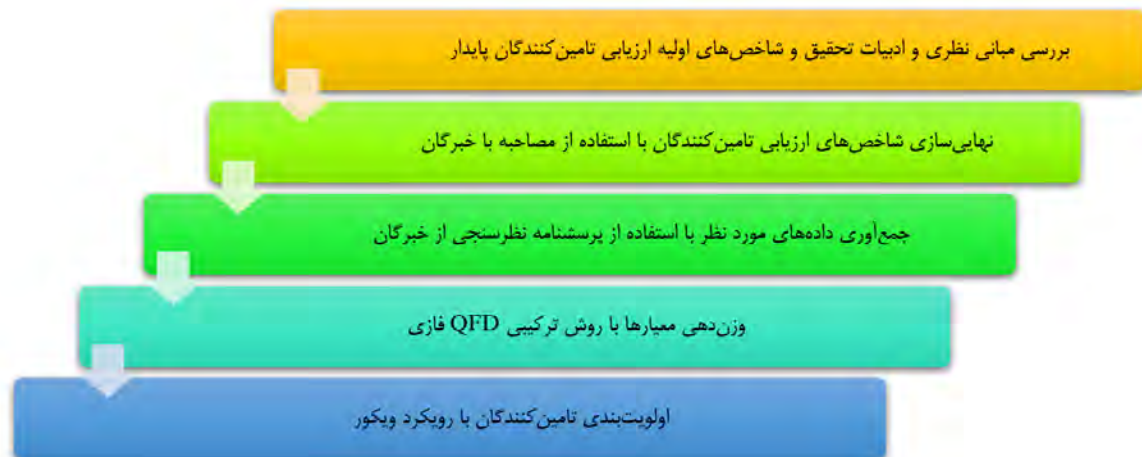 بررسی مبانی نظری و ادبیات تحقیق و شاخص‌های اولیه ارزیابی تامین‌کنندگان پایدار
نهایی‌سازی شاخص‌های ارزیابی تامین‌کنندگان با استفاده از مصاحبه با خبرگان
جمع‌آوری داده‌های مورد نظر با استفاده از پرسشنامه نظرسنجی از خبرگان
وزن‌دهی معیارها با روش ترکیبی QFD فازی
اولویت‌بندی تامین‌کنندگان با رویکرد ویکور